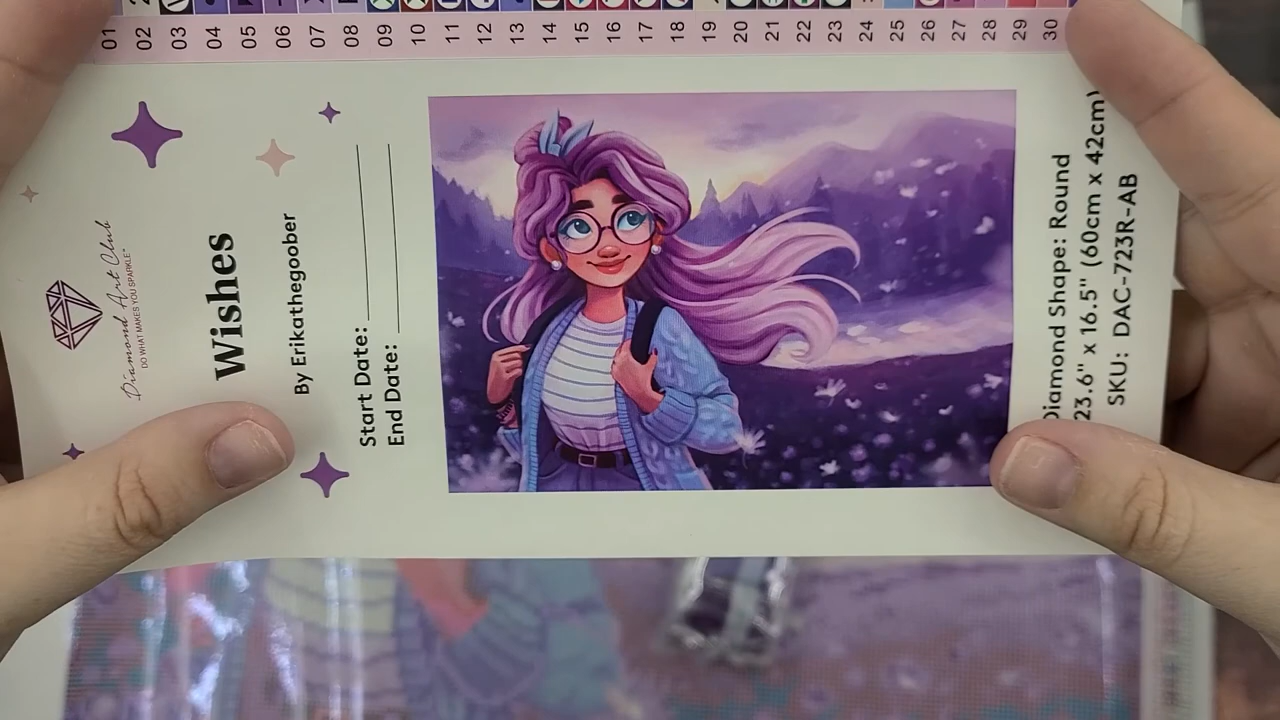 01 02 03 04 05 06 07 08 09 10 11 12 13 14 15 16 17 18 19 20 21 22 23 24 25 26 27 28 29 30
Diamond Art Club
DO WHAT MAKES YOU SPARKLE
Wishes
By Erikathegoober
Start Date:
End Date:
Diamond Shape: Round
23.6" x 16.5" (60cm x 42cm)
SKU: DAC-723R-AB